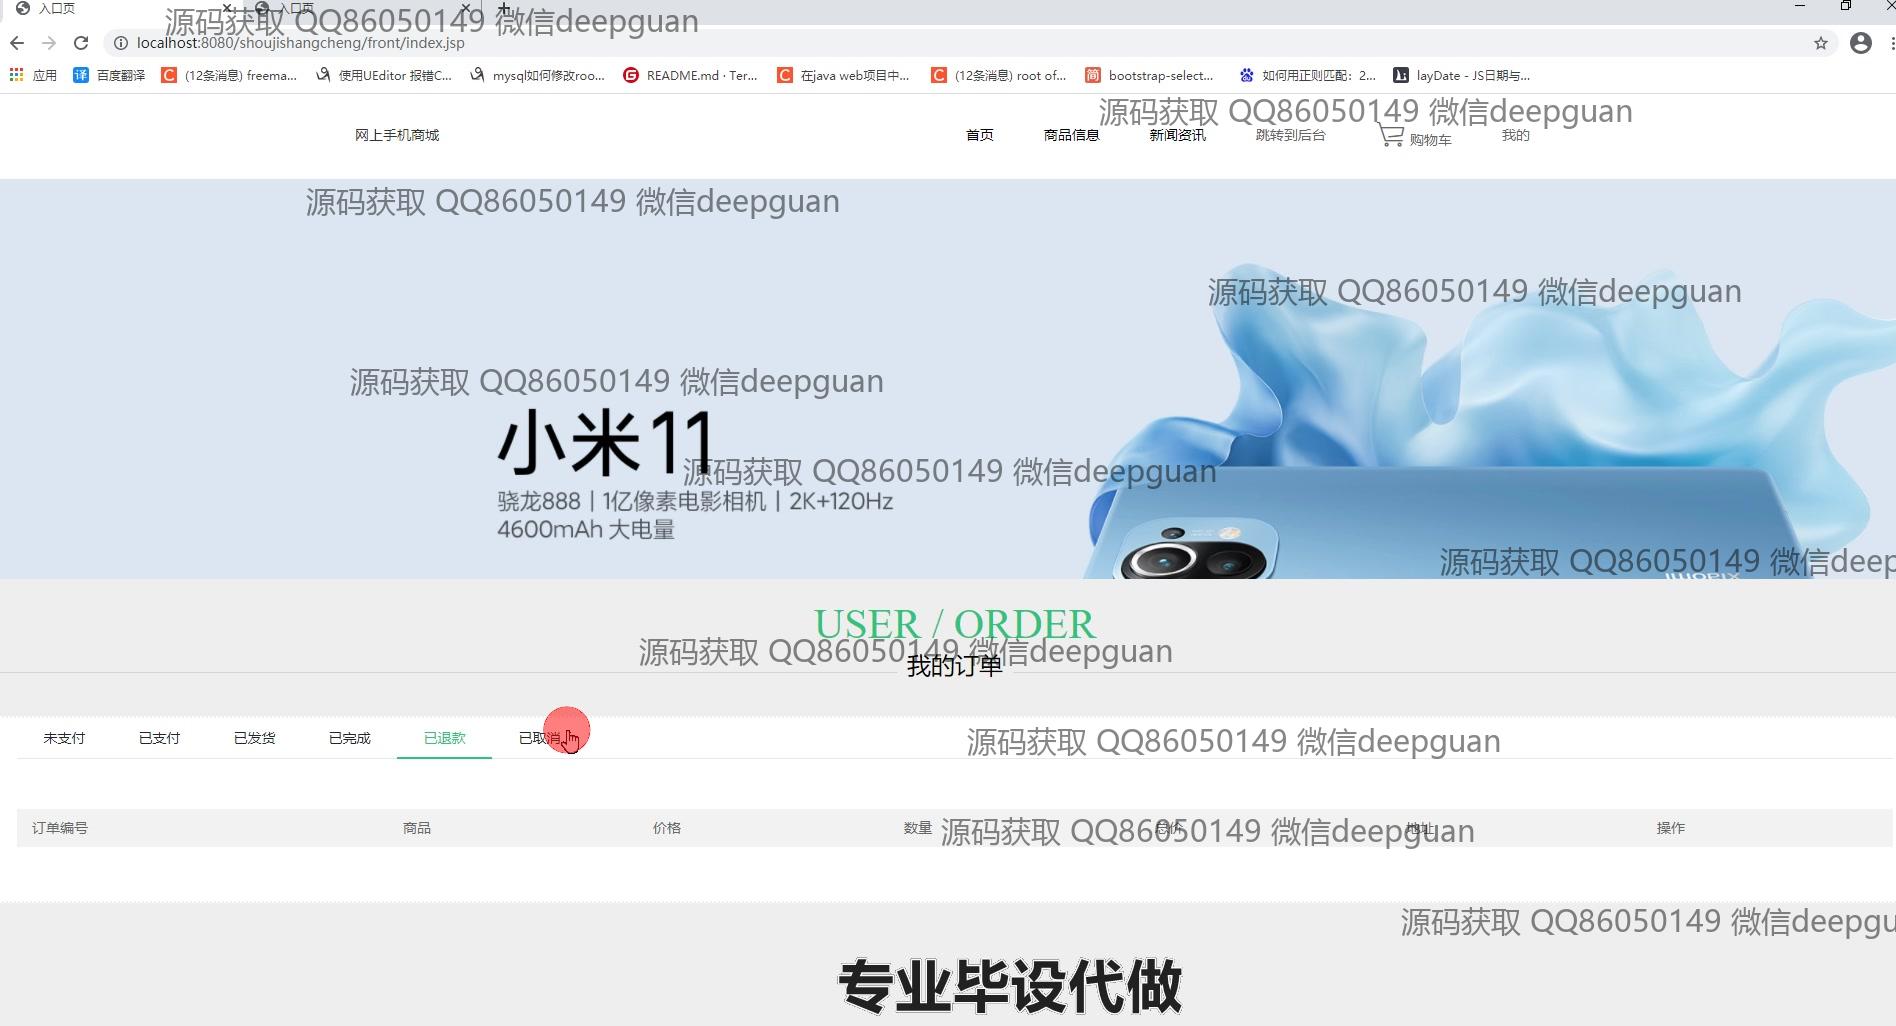 入口页
入口页
源码获取 QQ86050149 微信deepguan
localhost:8080/shoujishangcheng/front/index.jsp
应用
百度翻译
(12条消息) freema...
使用UEditor 报错C...
mysql如何修改roo...
README.md · Ter...
在java web项目中...
(12条消息) root of...
bootstrap-select...
如何用正则匹配：2...
layDate - JS日期与...
源码获取 QQ86050149 微信deepguan
网上手机商城
首页
商品信息
新闻资讯
跳转到后台
购物车
我的
源码获取 QQ86050149 微信deepguan
源码获取 QQ86050149 微信deepguan
源码获取 QQ86050149 微信deepguan
小米11
源码获取 QQ86050149 微信deepguan
骁龙888丨1亿像素电影相机丨2K+120Hz
4600mAh 大电量
源码获取 QQ86050149 微信deep
xiaomi
USER / ORDER
源码获取 QQ86050149 微信deepguan
我的订单
未支付
已支付
已发货
已完成
已退款
已取消
源码获取 QQ86050149 微信deepguan
订单编号
商品
价格
数量
总价
地址
操作
源码获取 QQ86050149 微信deepguan
源码获取 QQ86050149 微信deepgu
专业毕设代做